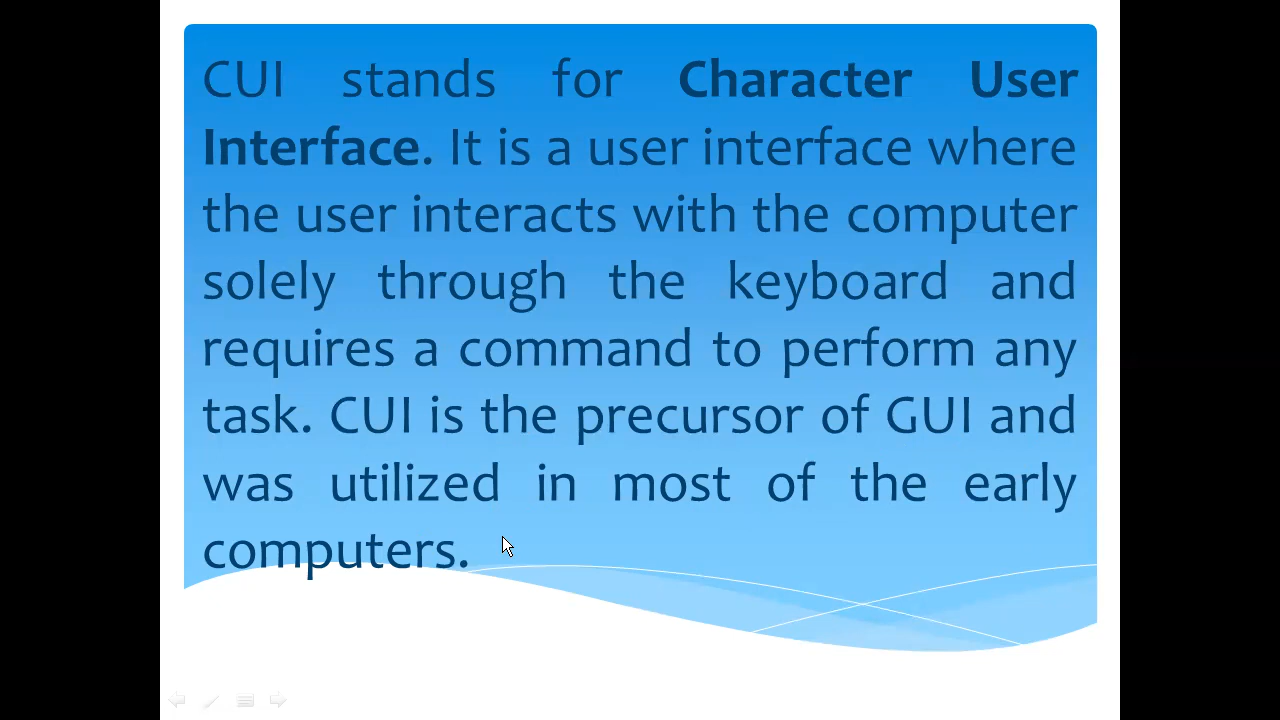 CUI stands for Character User
Interface. It is a user interface where
the user interacts with the computer
solely through the keyboard and
requires a command to perform any
task. CUI is the precursor of GUI and
was utilized in most of the early
computers.